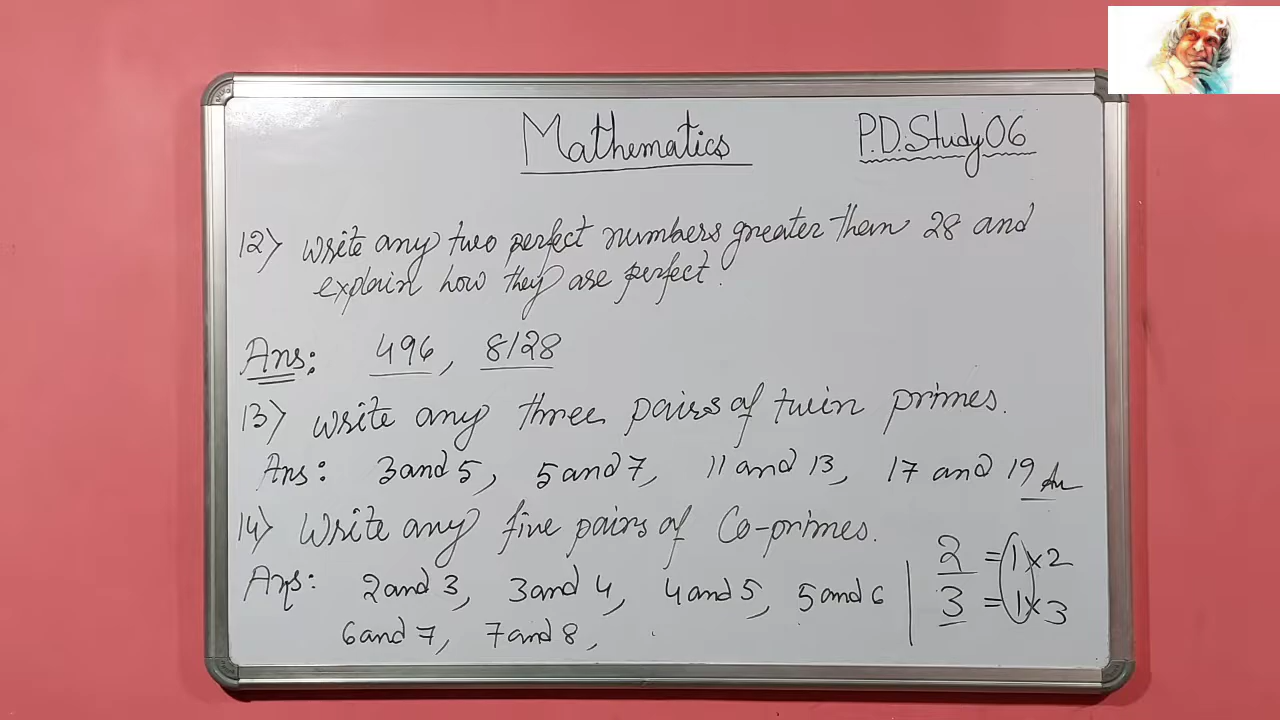 Mathematics P.D.Study06
12) Write any two perfect numbers greater than 28 and
explain how they are perfect.
Ans: 496, 8128
13) Write any three pairs of twin primes.
Ans: 3 and 5, 5 and 7, 11 and 13, 17 and 19 An
14) Write any five pairs of Co-primes.
Ans: 2 and 3, 3 and 4, 4 and 5, 5 and 6
6 and 7, 7 and 8,
2 = 1 x 2
3 = 1 x 3